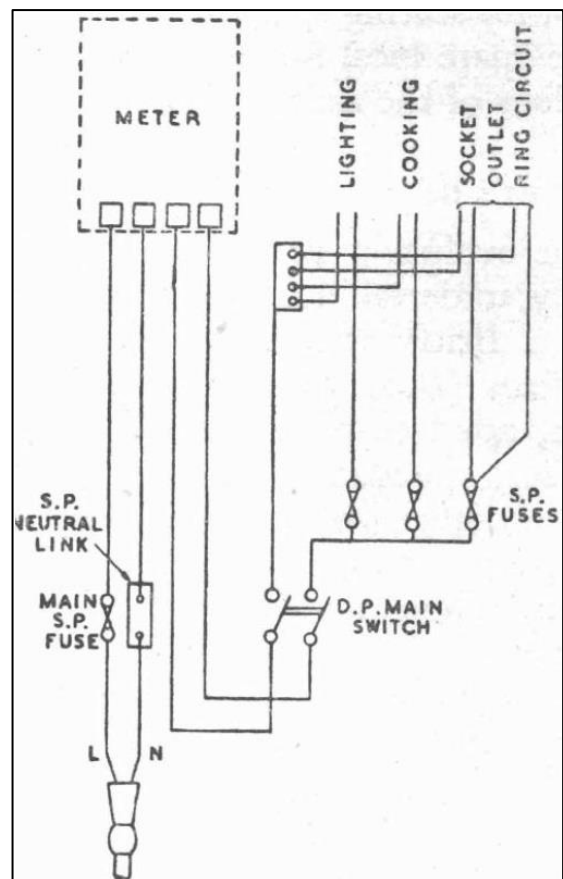 METER
LIGHTING
COOKING
SOCKET
OUTLET
RING CIRCUIT
S.P.
NEUTRAL
LINK
MAIN
S.P.
FUSE
S.P.
FUSES
D.P. MAIN
SWITCH
L N